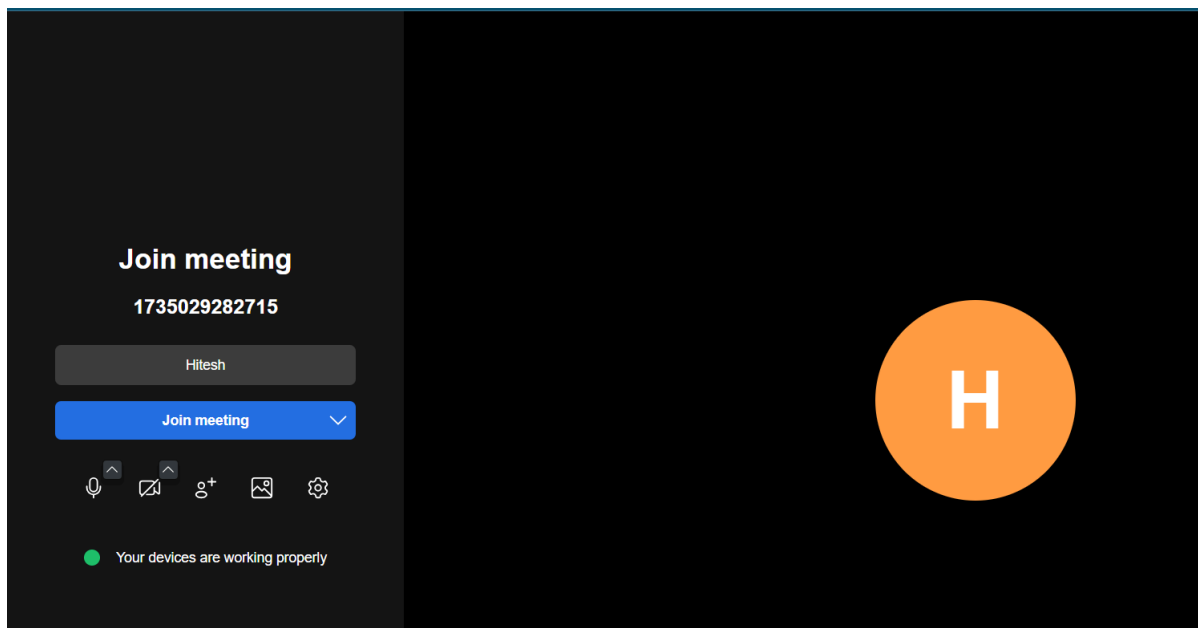 Join meeting
1735029282715
Hitesh
Join meeting
Your devices are working properly
H